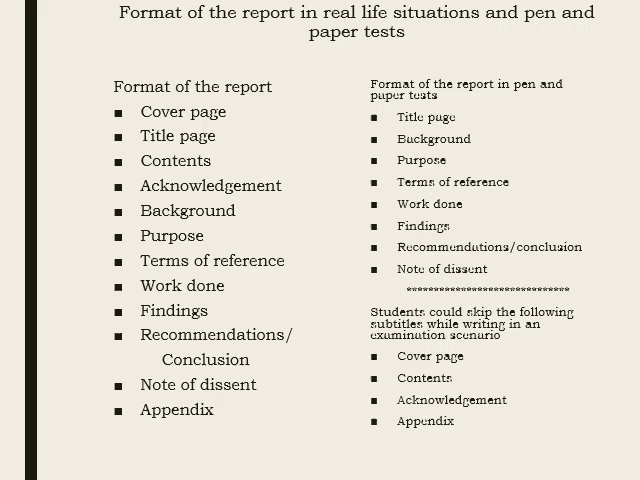 Format of the report in real life situations and pen and
paper tests
Format of the report
▪ Cover page
▪ Title page
▪ Contents
▪ Acknowledgement
▪ Background
▪ Purpose
▪ Terms of reference
▪ Work done
▪ Findings
▪ Recommendations/
Conclusion
▪ Note of dissent
▪ Appendix
Format of the report in pen and
paper tests
▪ Title page
▪ Background
▪ Purpose
▪ Terms of reference
▪ Work done
▪ Findings
▪ Recommendations/conclusion
▪ Note of dissent
******************************
Students could skip the following
subtitles while writing in an
examination scenario
▪ Cover page
▪ Contents
▪ Acknowledgement
▪ Appendix